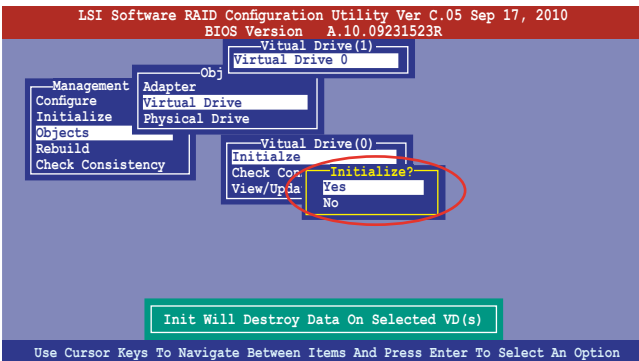 LSI Software RAID Configuration Utility Ver C.05 Sep 17, 2010
BIOS Version A.10.09231523R
Vitual Drive(1)
Virtual Drive 0
Obj
Adapter
Virtual Drive
Physical Drive
Management
Configure
Initialize
Objects
Rebuild
Check Consistency
Vitual Drive(0)
Initialze
Check Con
View/Upda
Initialize?
Yes
No
Init Will Destroy Data On Selected VD(s)
Use Cursor Keys To Navigate Between Items And Press Enter To Select An Option